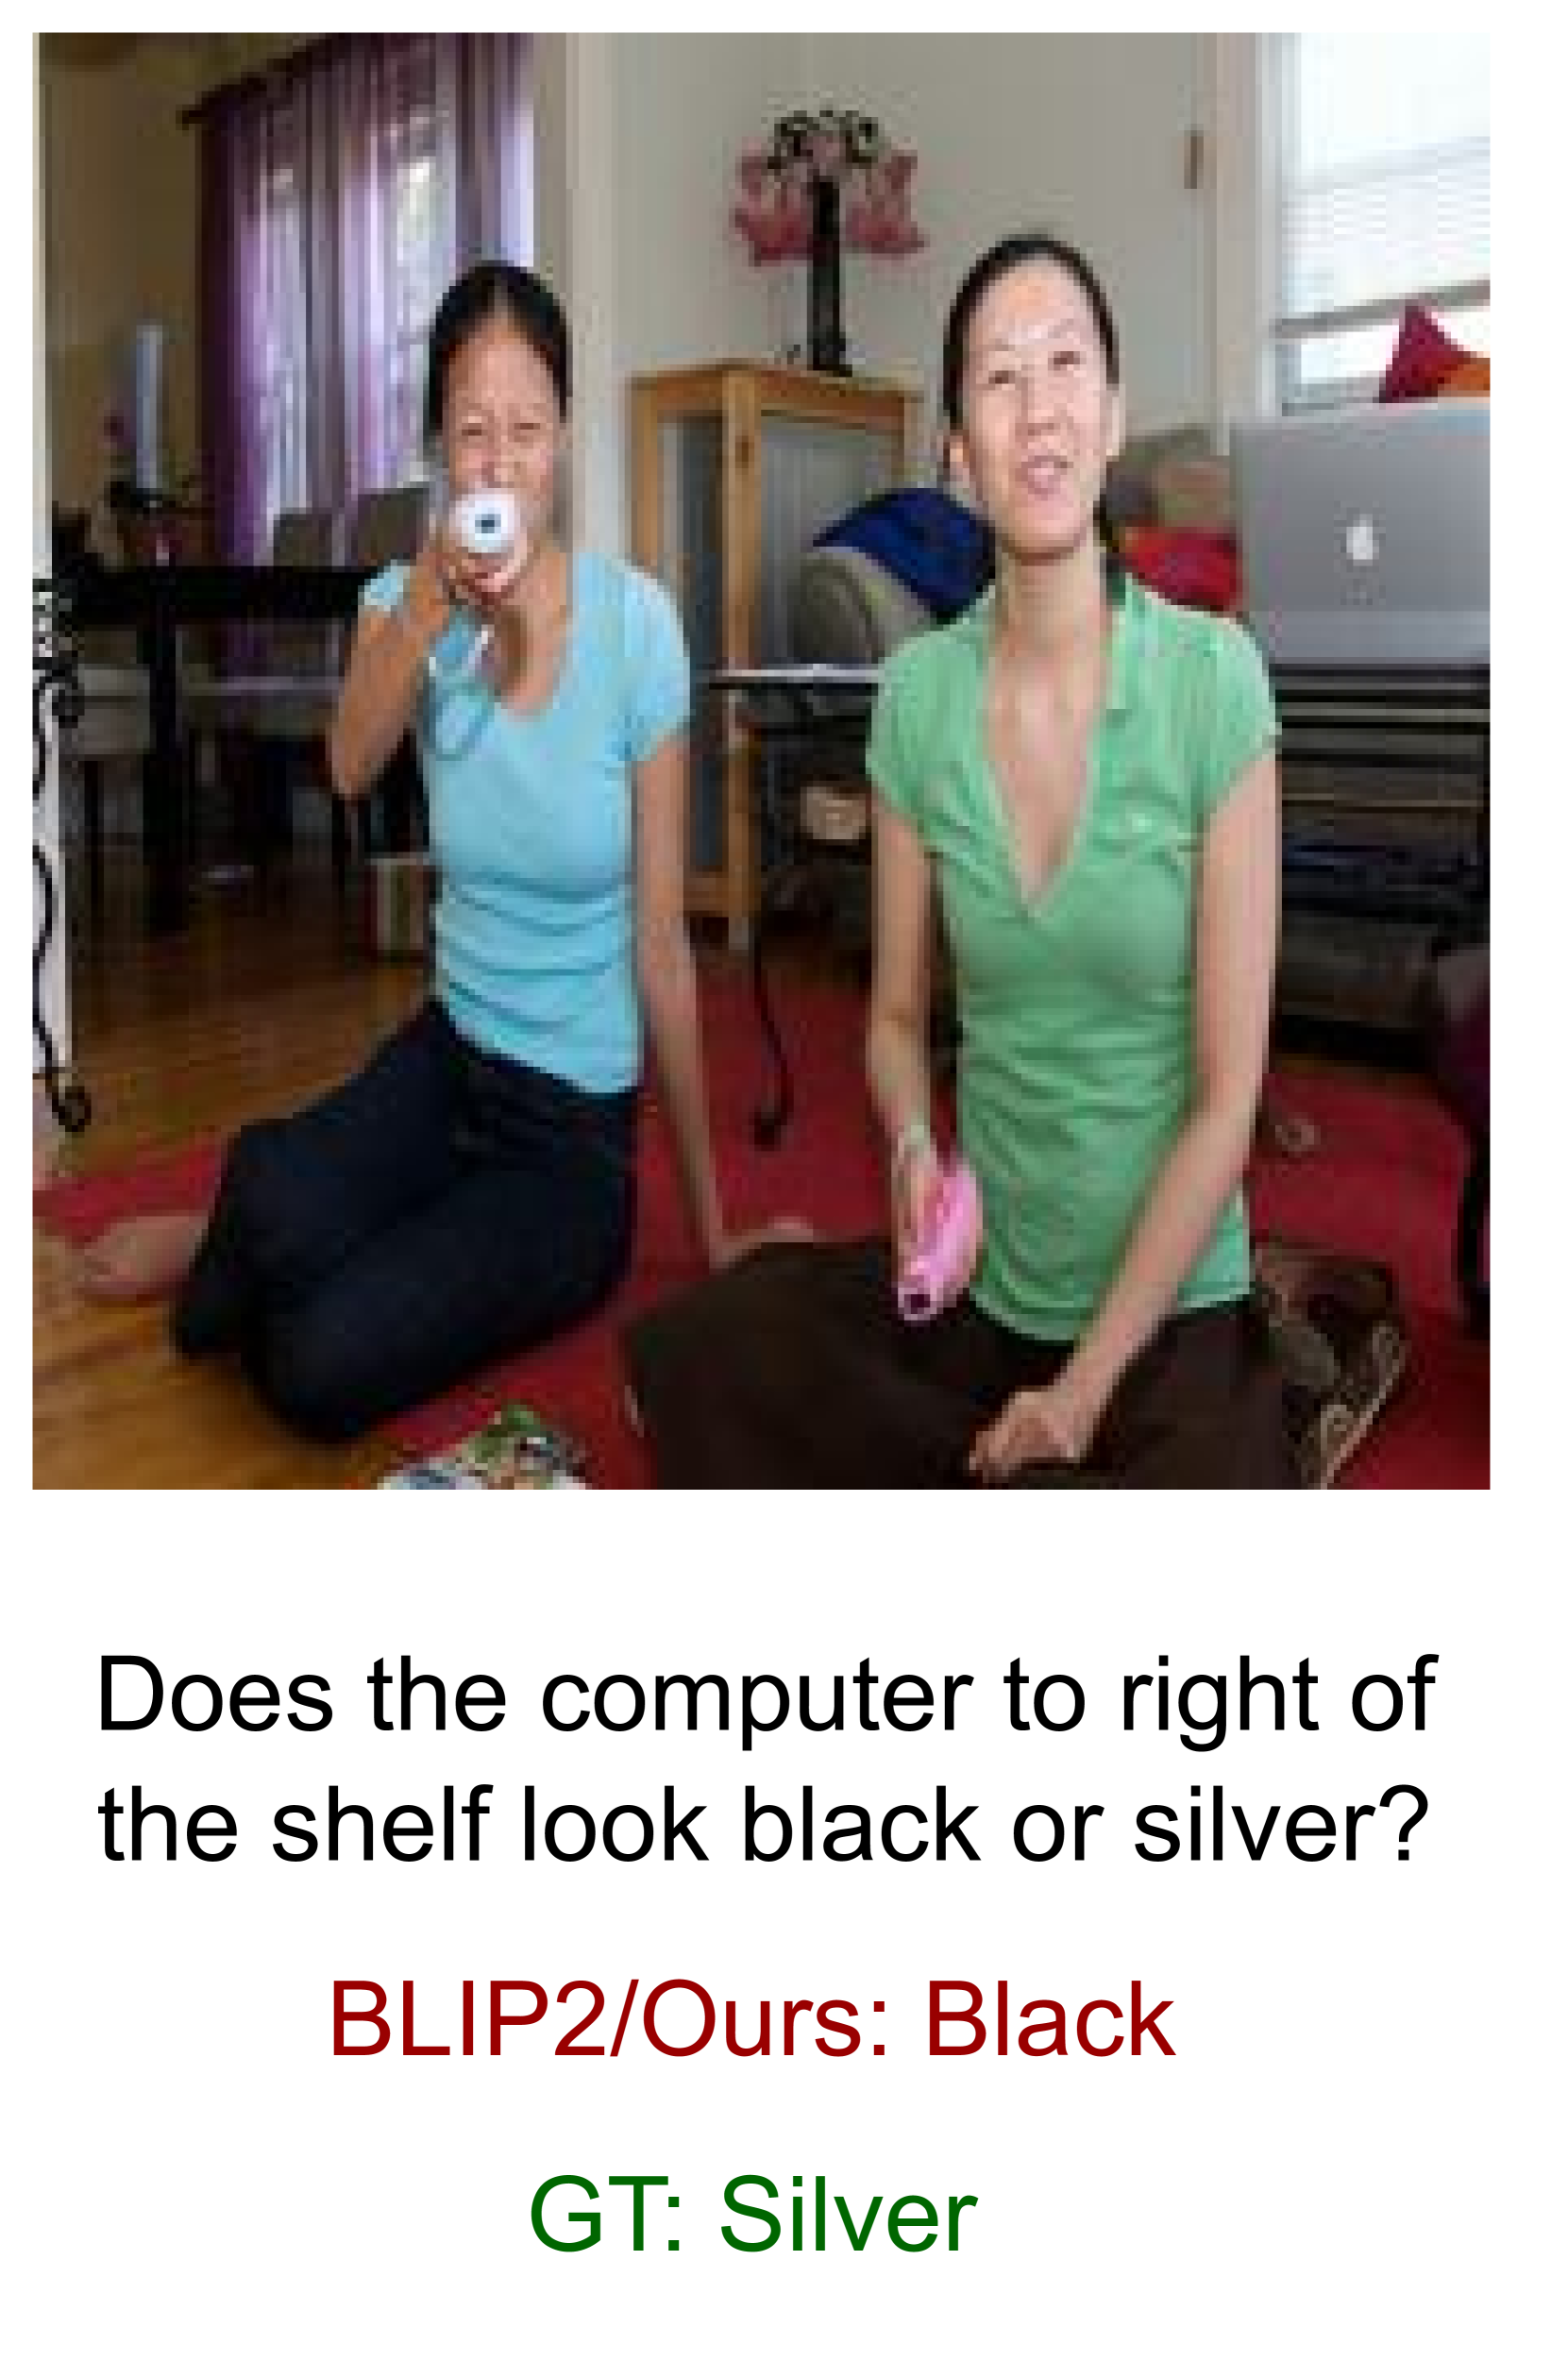 Does the computer to right of
the shelf look black or silver?
BLIP2/Ours: Black
GT: Silver